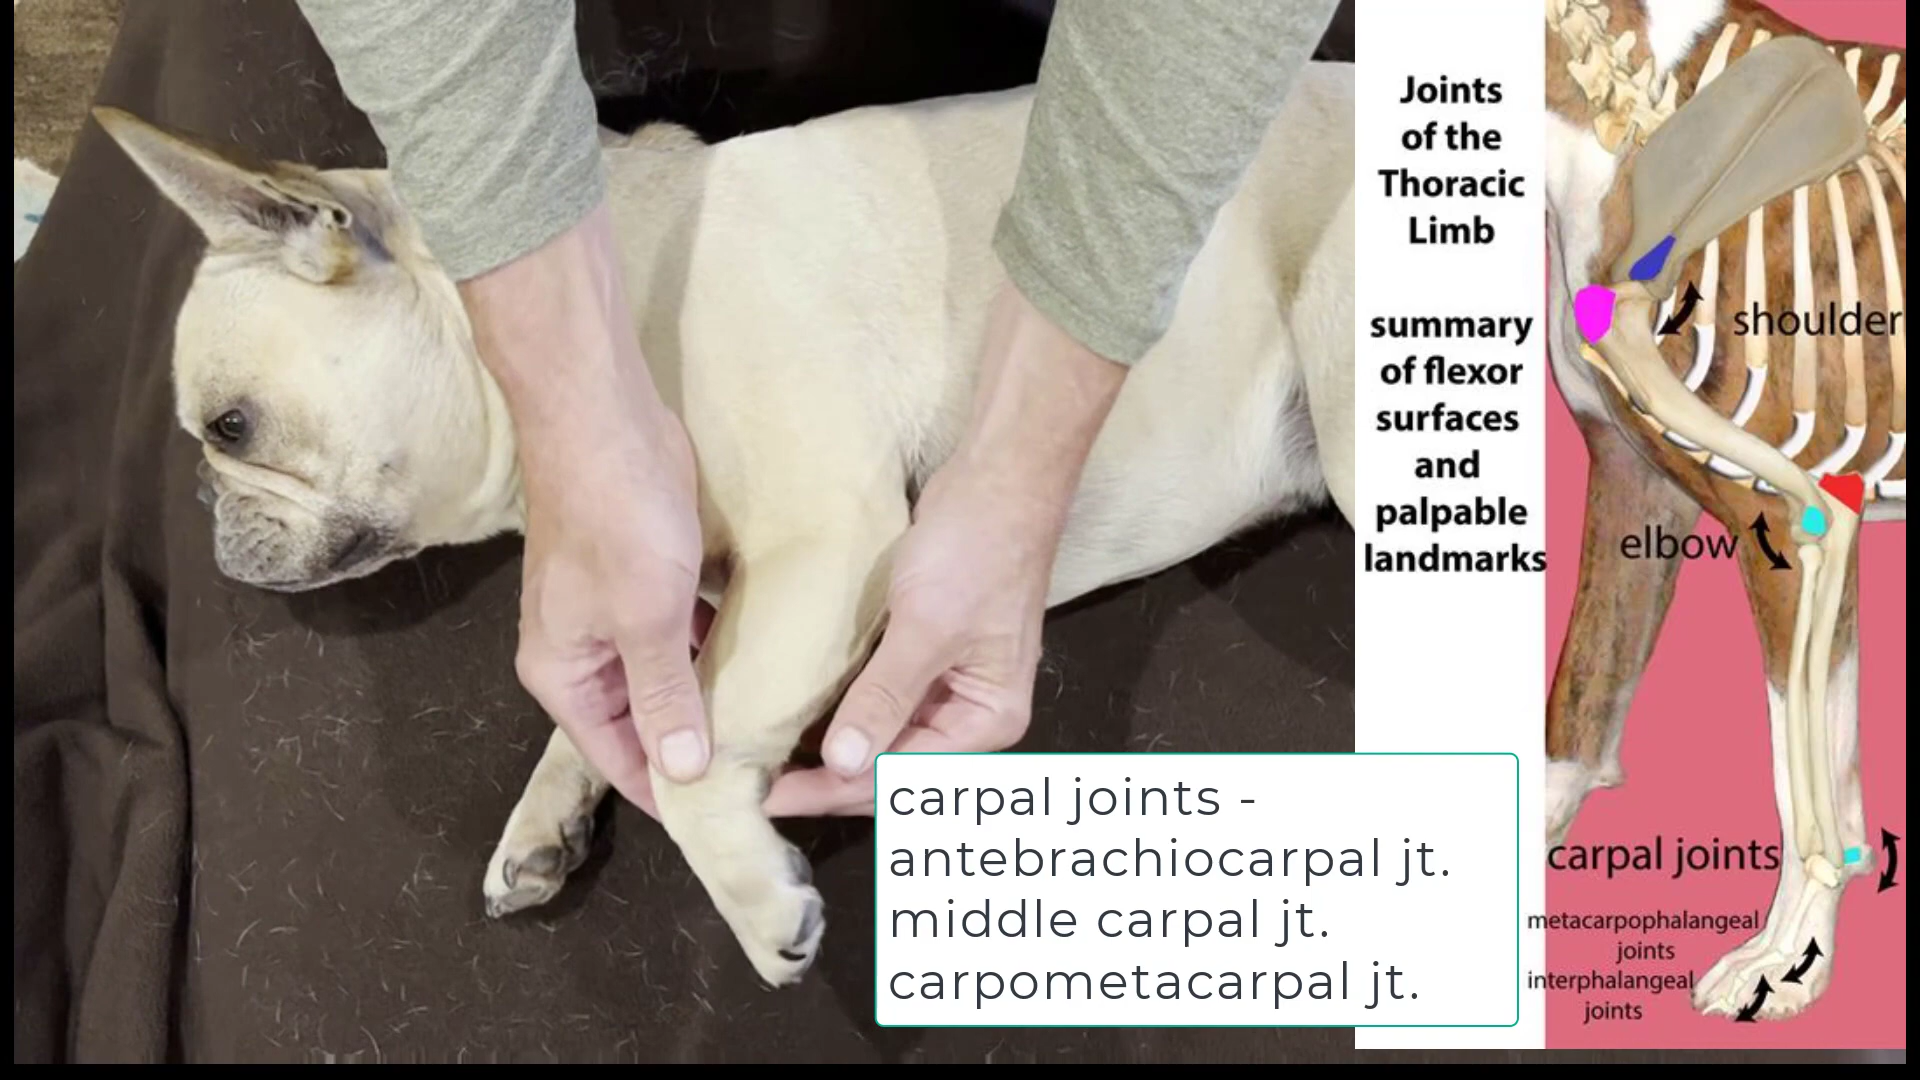 Joints
of the
Thoracic
Limb
summary
of flexor
surfaces
and
palpable
landmarks
shoulder
elbow
carpal joints
metacarpophalangeal
joints
interphalangeal
joints
carpal joints -
antebrachiocarpal jt.
middle carpal jt.
carpometacarpal jt.